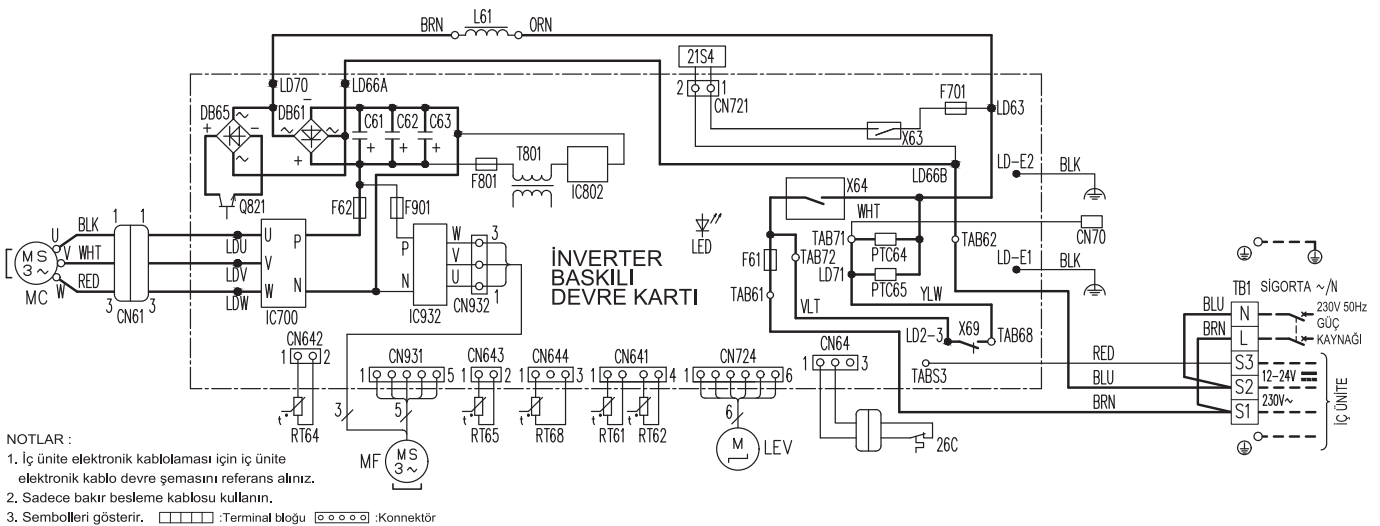 BRN L61 ORN
21S4
2 1
CN721
LD70 LD66A
F701
LD63
DB65 DB61
C61 C62 C63
X63
T801
F801
IC802
LD66B
LD-E2 BLK
Q821
F62 F901
X64
WHT
LED
CN70
U BLK 1 1
V WHT
W RED 3 3
MS
3~
MC
CN61
LDU
LDV
LDW
U P
V
W N
IC700
P
N
W
V
U
3
1
IC932
CN932
İNVERTER
BASKILI
DEVRE KARTI
F61
TAB71
TAB72
TAB61
LD71
PTC64
PTC65
TAB62
LD-E1 BLK
VLT
YLW
LD2-3 X69 TAB68
TB1 SİGORTA ~/N
N
L
S3
S2
S1
230V 50Hz
GÜÇ
KAYNAĞI
12-24V
230V~
İÇ ÜNİTE
BLU
BRN
RED
BLU
BRN
TABS3
CN642
1 2
CN931
1 5
CN643
1 2
CN644
1 3
CN641
1 4
CN724
1 6
CN64
1 3
t° RT64
3
5
MF
MS
3~
t° RT65
t° RT68
t° RT61
t° RT62
6
M
LEV
26C
NOTLAR :
1. İç ünite elektronik kablolaması için iç ünite
elektronik kablo devre şemasını referans alınız.
2. Sadece bakır besleme kablosu kullanın.
3. Sembolleri gösterir. :Terminal bloğu :Konnektör